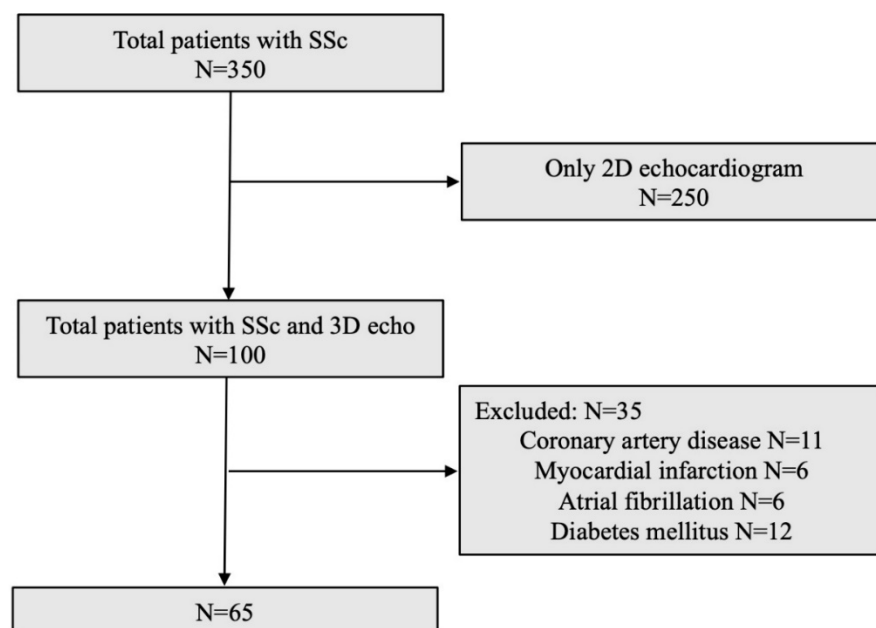 Total patients with SSc
N=350
Only 2D echocardiogram
N=250
Total patients with SSc and 3D echo
N=100
Excluded: N=35
Coronary artery disease N=11
Myocardial infarction N=6
Atrial fibrillation N=6
Diabetes mellitus N=12
N=65